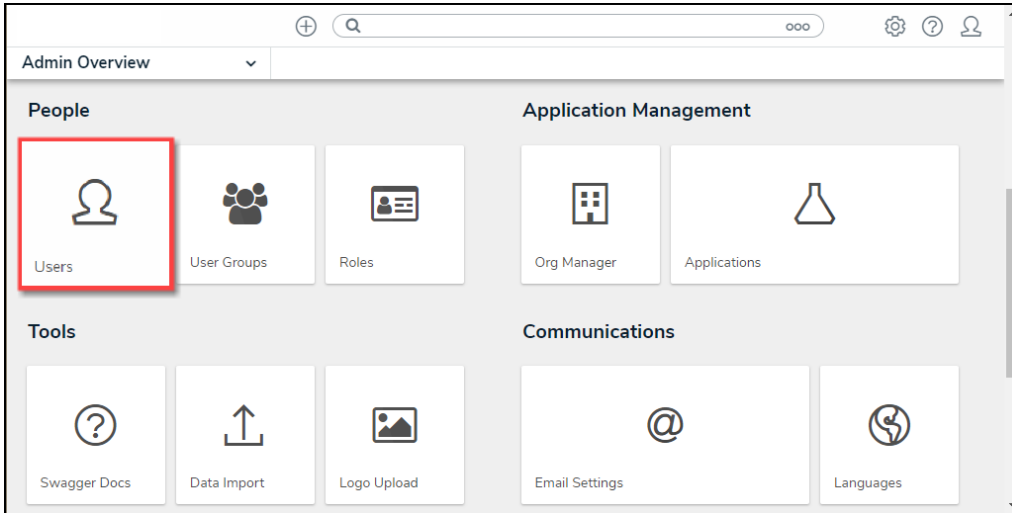 Admin Overview
People
Application Management
Users
User Groups
Roles
Org Manager
Applications
Tools
Communications
Swagger Docs
Data Import
Logo Upload
@
Email Settings
Languages